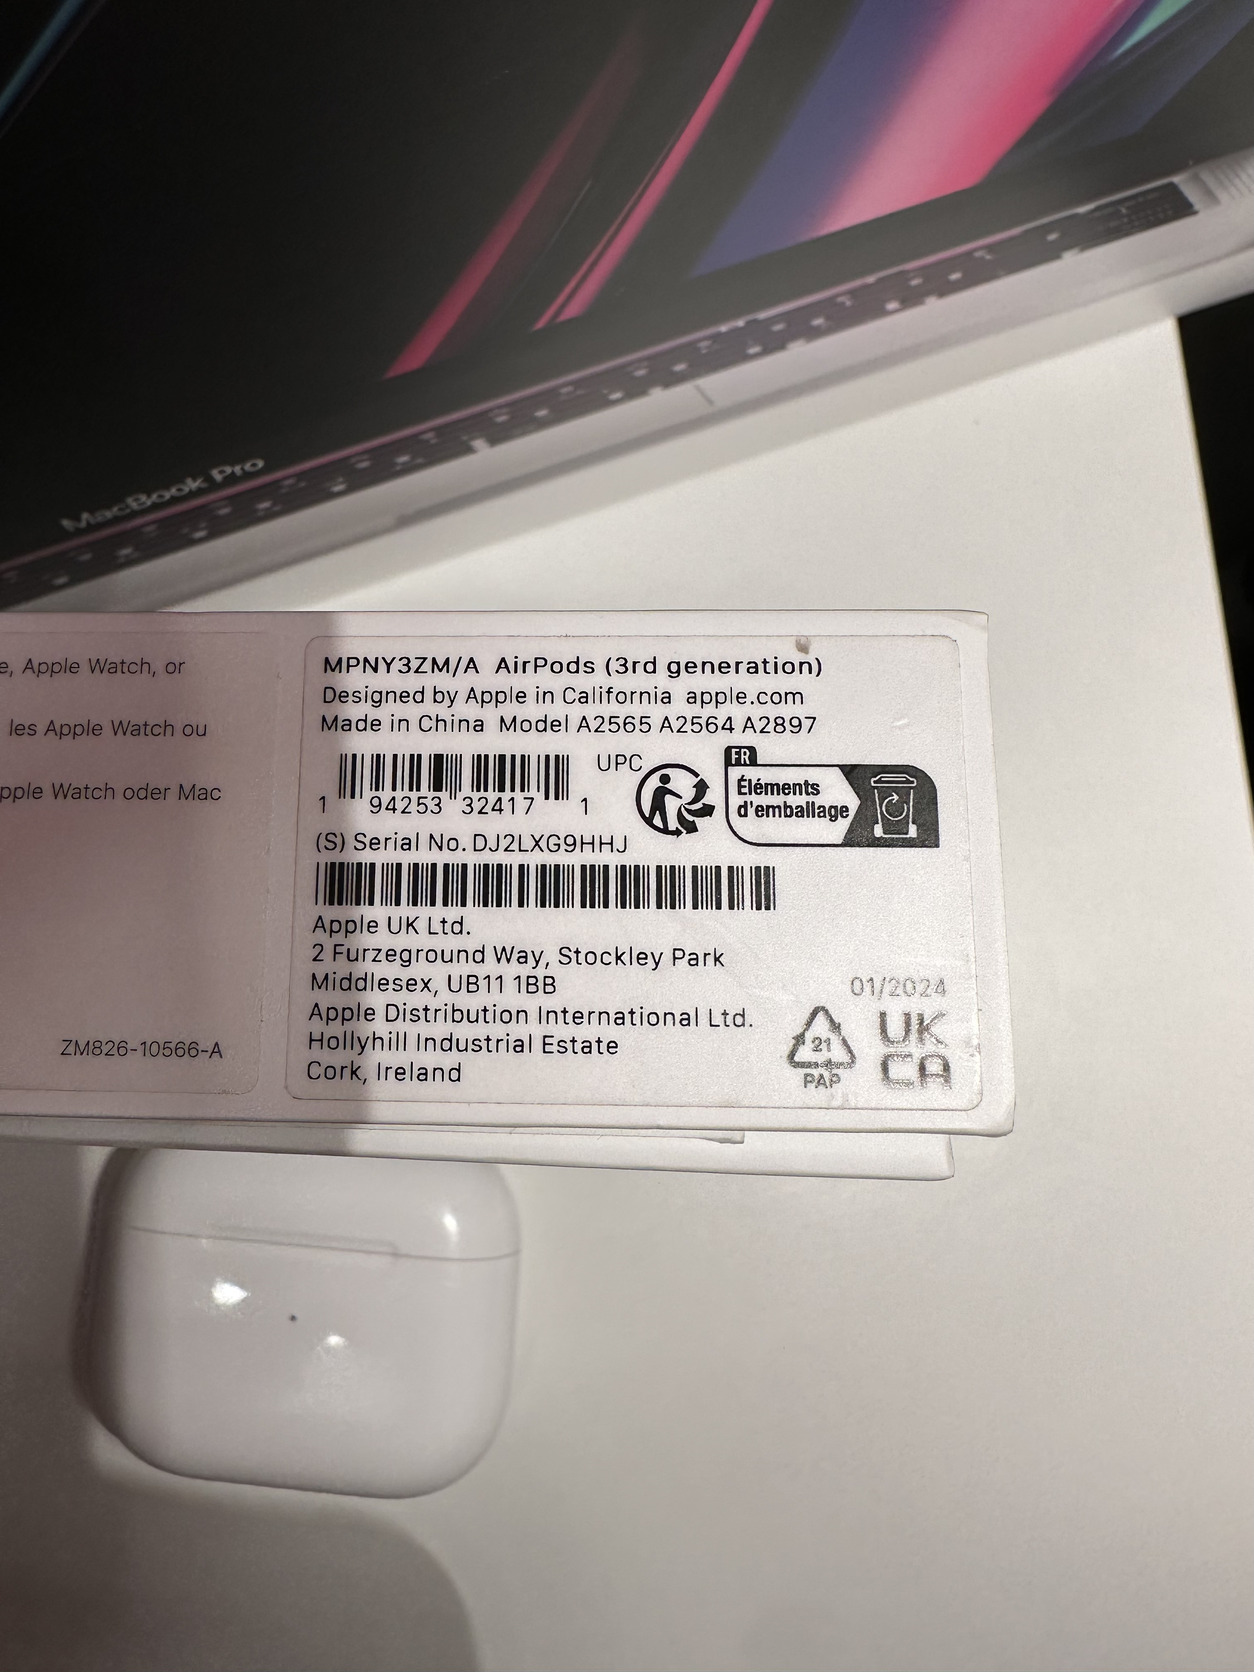 MacBook Pro
e, Apple Watch, or
les Apple Watch ou
pple Watch oder Mac
ZM826-10566-A
MPNY3ZM/A AirPods (3rd generation)
Designed by Apple in California apple.com
Made in China Model A2565 A2564 A2897
UPC
1 94253 32417 1
FR
Éléments
d'emballage
(S) Serial No. DJ2LXG9HHJ
Apple UK Ltd.
2 Furzeground Way, Stockley Park
Middlesex, UB11 1BB
Apple Distribution International Ltd.
Hollyhill Industrial Estate
Cork, Ireland
01/2024
21
PAP
UK
CA